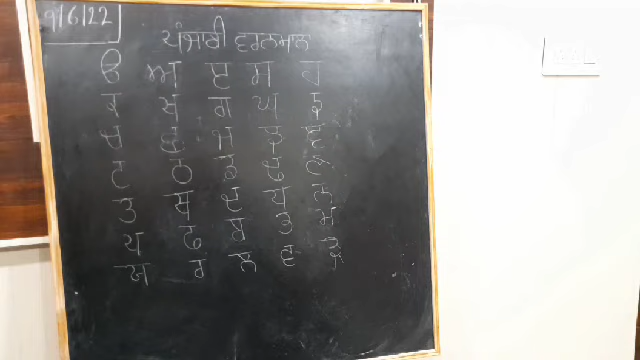 9/6/22
ਪੰਜਾਬੀ ਵਰਨਮਾਲ
ੳ ਅ ੲ ਸ ਹ
ਕ ਖ ਗ ਘ ਙ
ਚ ਛ ਜ ਝ ਞ
ਟ ਠ ਡ ਢ ਣ
ਤ ਥ ਦ ਧ ਨ
ਪ ਫ ਬ ਭ ਮ
ਯ ਰ ਲ ਵ ੜ